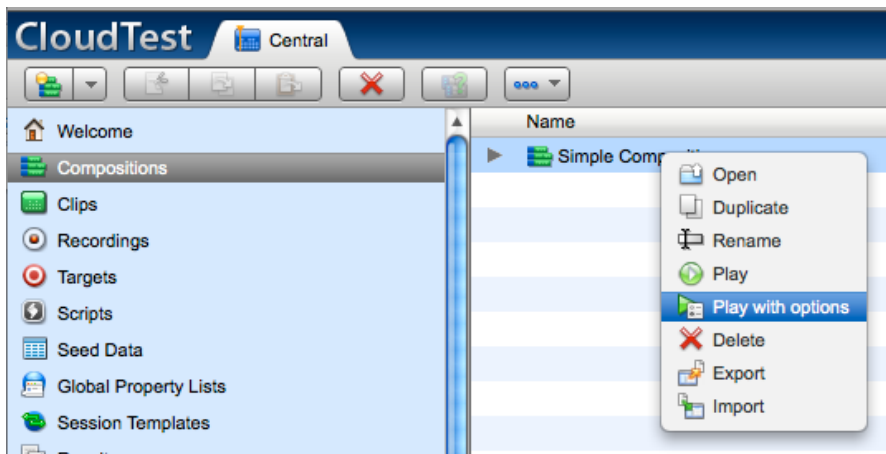 CloudTest
Central
Welcome
Compositions
Clips
Recordings
Targets
Scripts
Seed Data
Global Property Lists
Session Templates
Name
Simple Com
Open
Duplicate
Rename
Play
Play with options
Delete
Export
Import